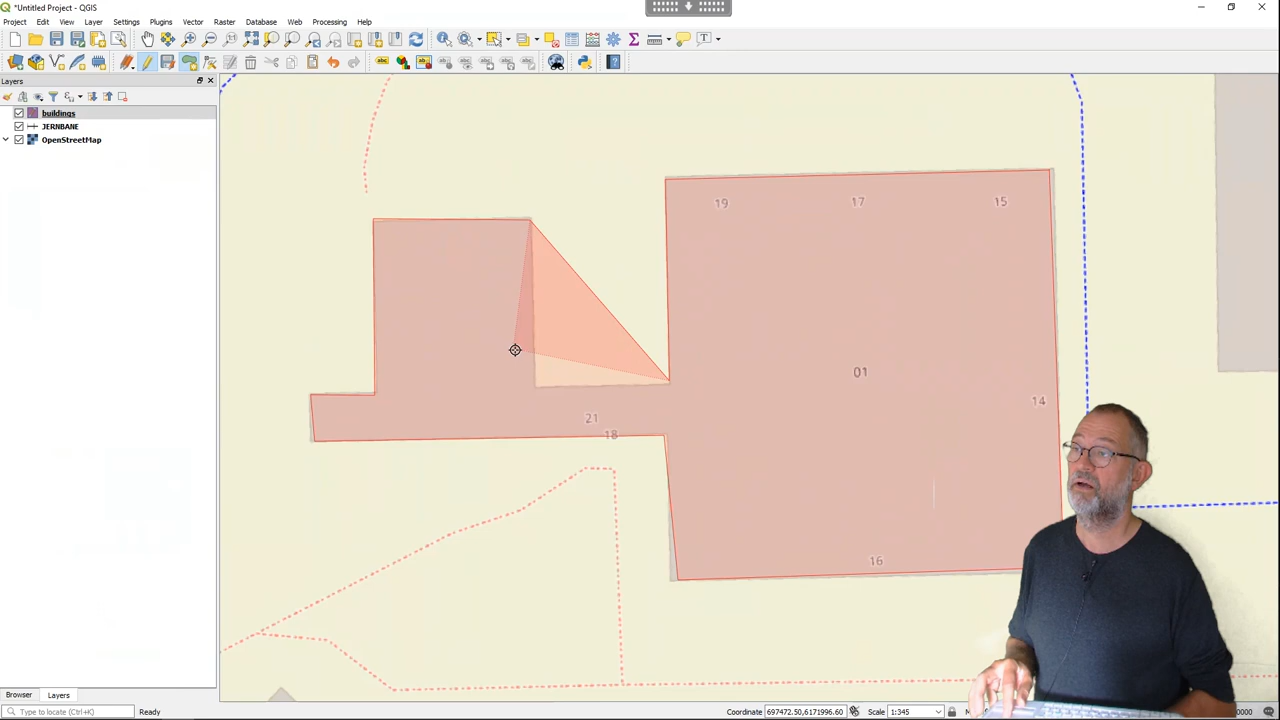 *Untitled Project - QGIS
Project Edit View Layer Settings Plugins Vector Raster Database Web Processing Help
Layers
buildings
JERNBANE
OpenStreetMap
19
17
15
01
14
21
18
16
Browser
Layers
Type to locate (Ctrl+K)
Ready
Coordinate 697472.50,6171996.60
Scale 1:345